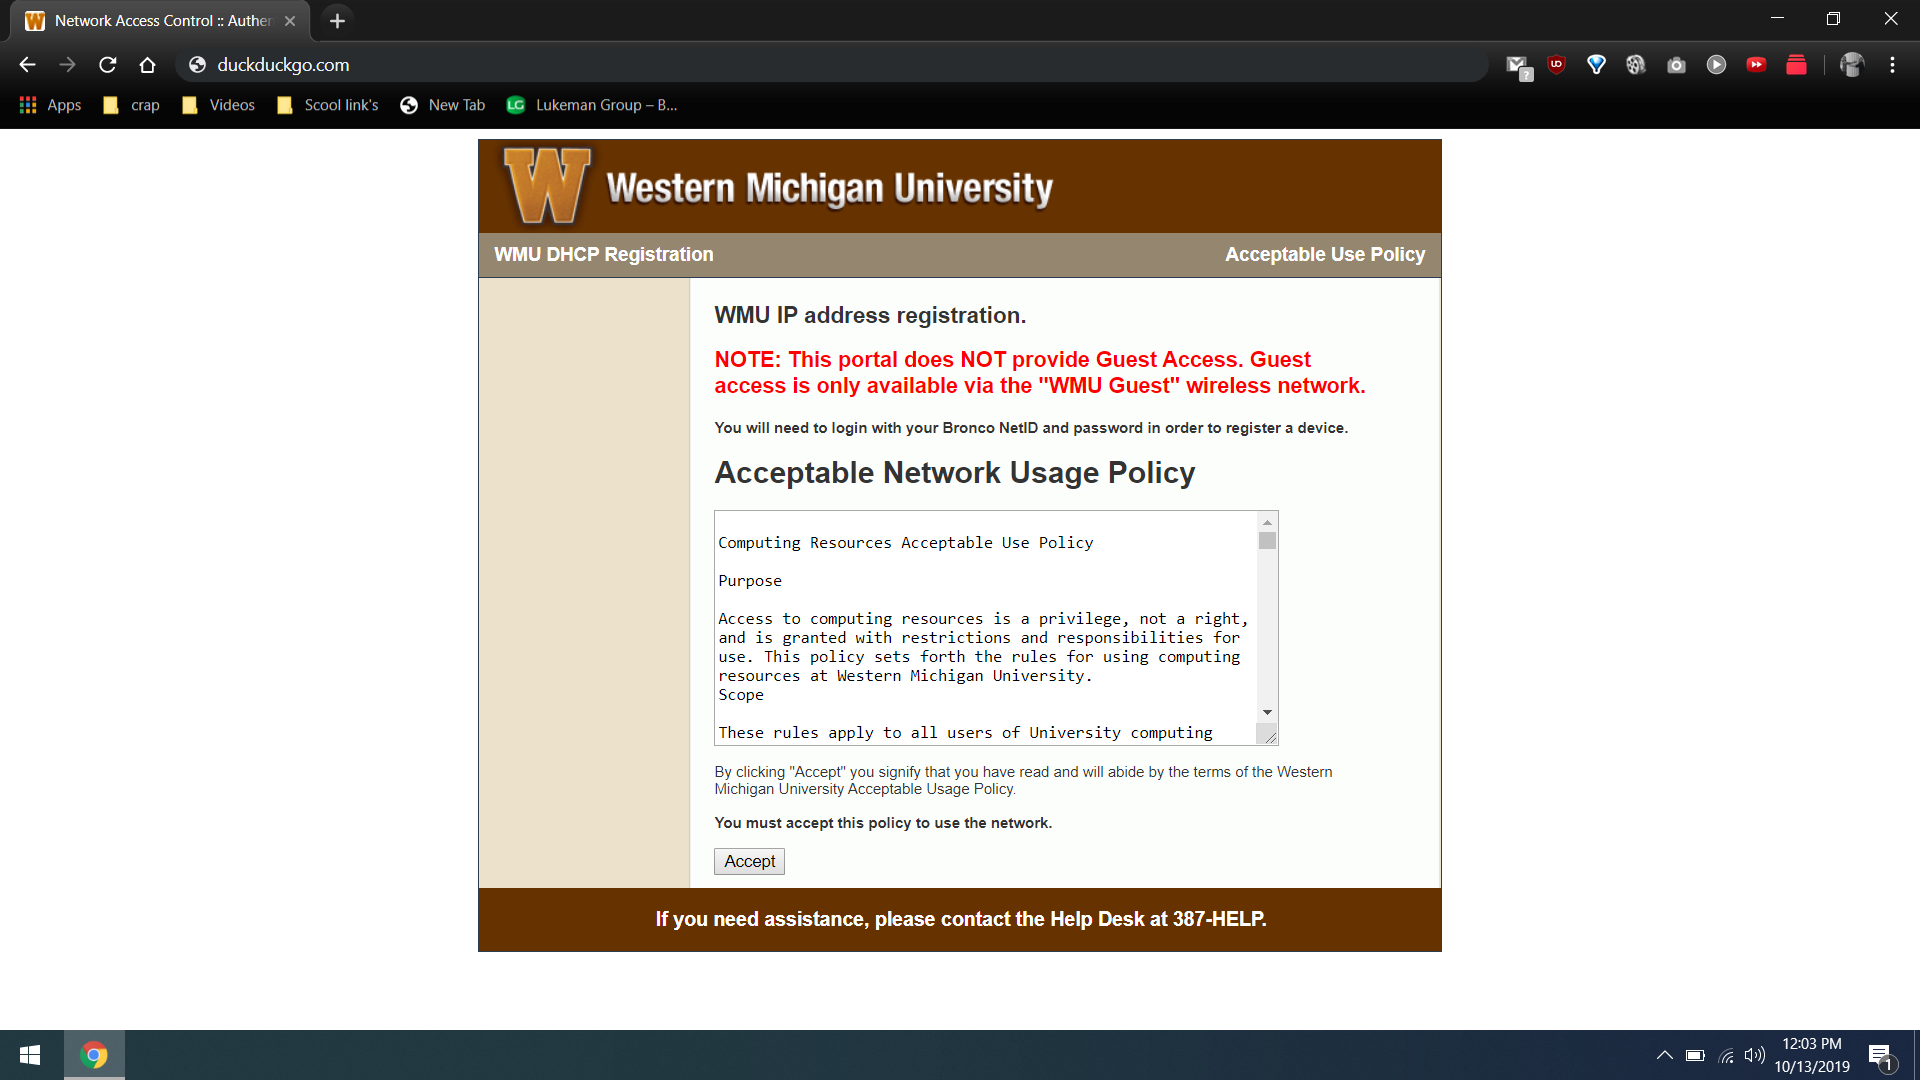 Network Access Control :: Authen
duckduckgo.com
UO
?
Apps
crap
Videos
Scool link's
New Tab
LG
Lukeman Group – B...
W
Western Michigan University
WMU DHCP Registration
Acceptable Use Policy
WMU IP address registration.
NOTE: This portal does NOT provide Guest Access. Guest
access is only available via the "WMU Guest" wireless network.
You will need to login with your Bronco NetID and password in order to register a device.
Acceptable Network Usage Policy
Computing Resources Acceptable Use Policy
Purpose
Access to computing resources is a privilege, not a right,
and is granted with restrictions and responsibilities for
use. This policy sets forth the rules for using computing
resources at Western Michigan University.
Scope
These rules apply to all users of University computing
By clicking "Accept" you signify that you have read and will abide by the terms of the Western
Michigan University Acceptable Usage Policy.
You must accept this policy to use the network.
Accept
If you need assistance, please contact the Help Desk at 387-HELP.
12:03 PM
10/13/2019
1